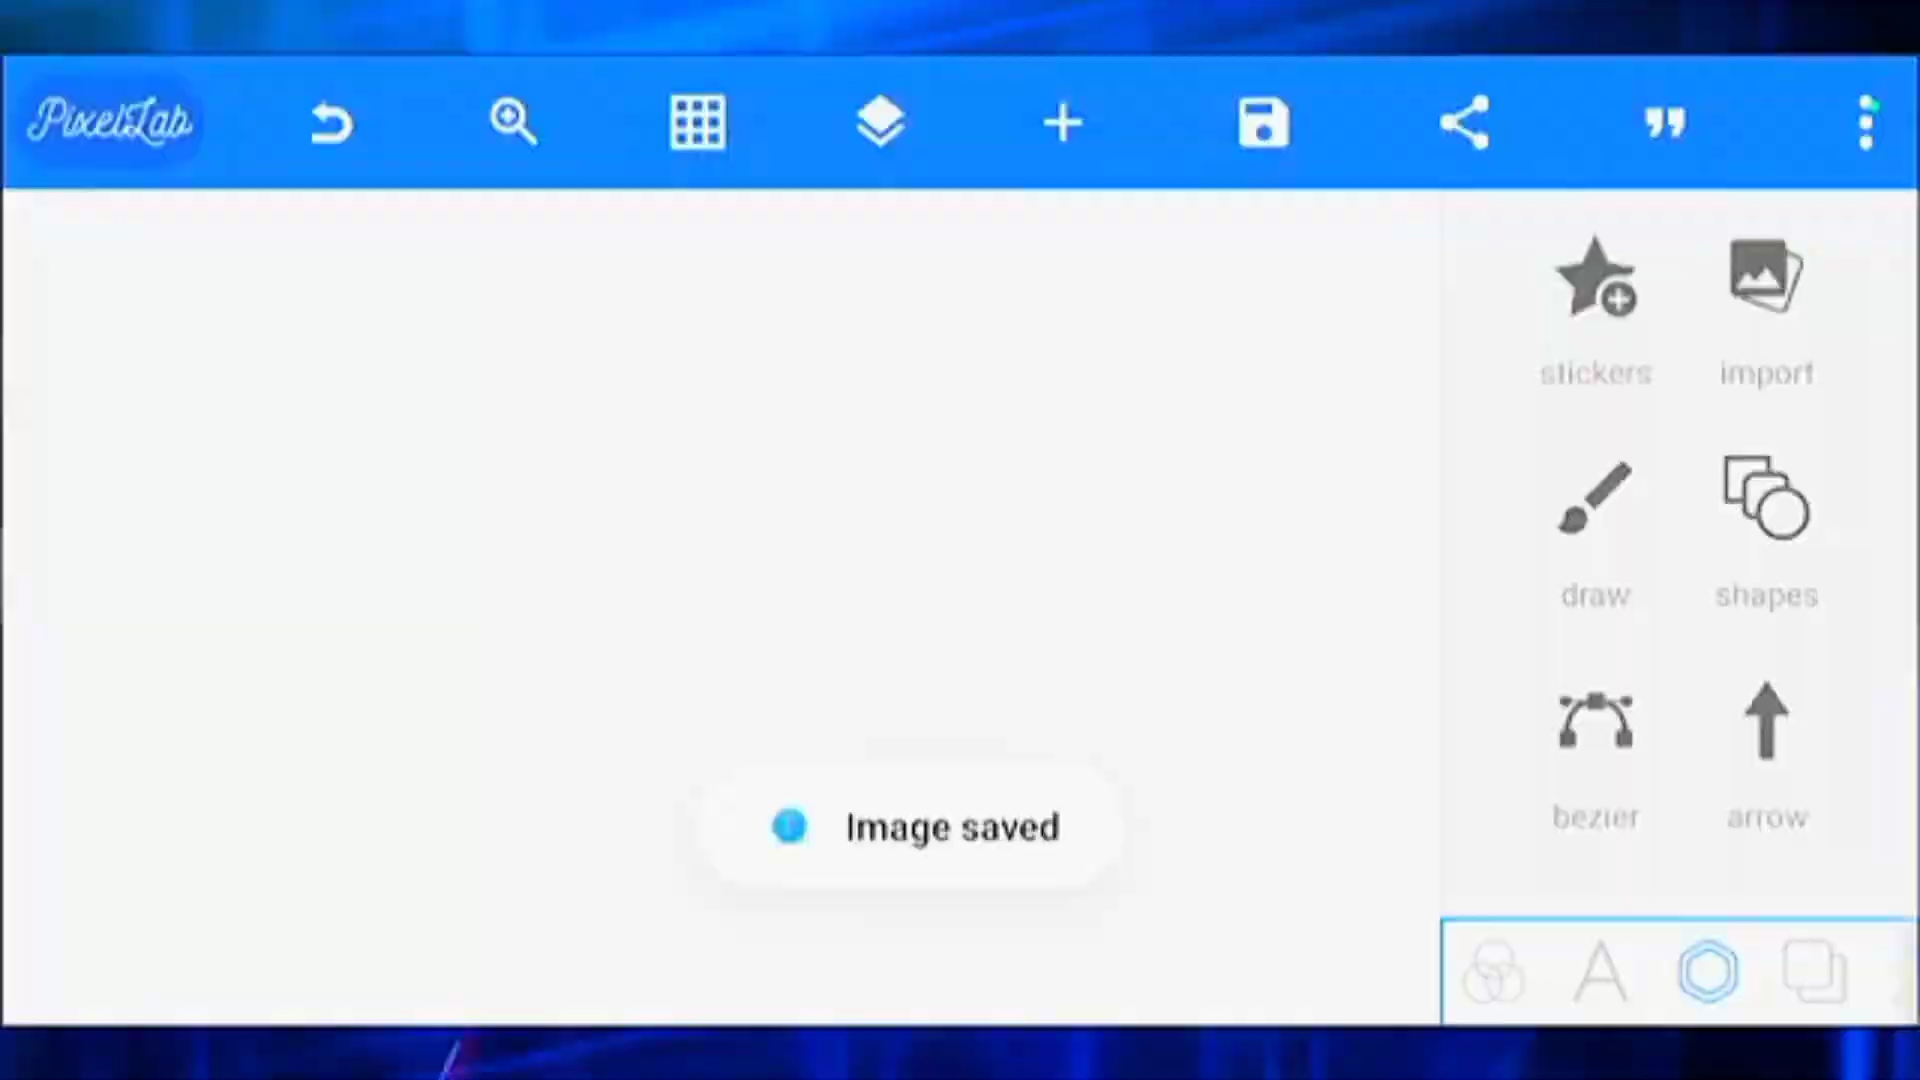 PixelLab
stickers import
draw shapes
Image saved
bezier arrow